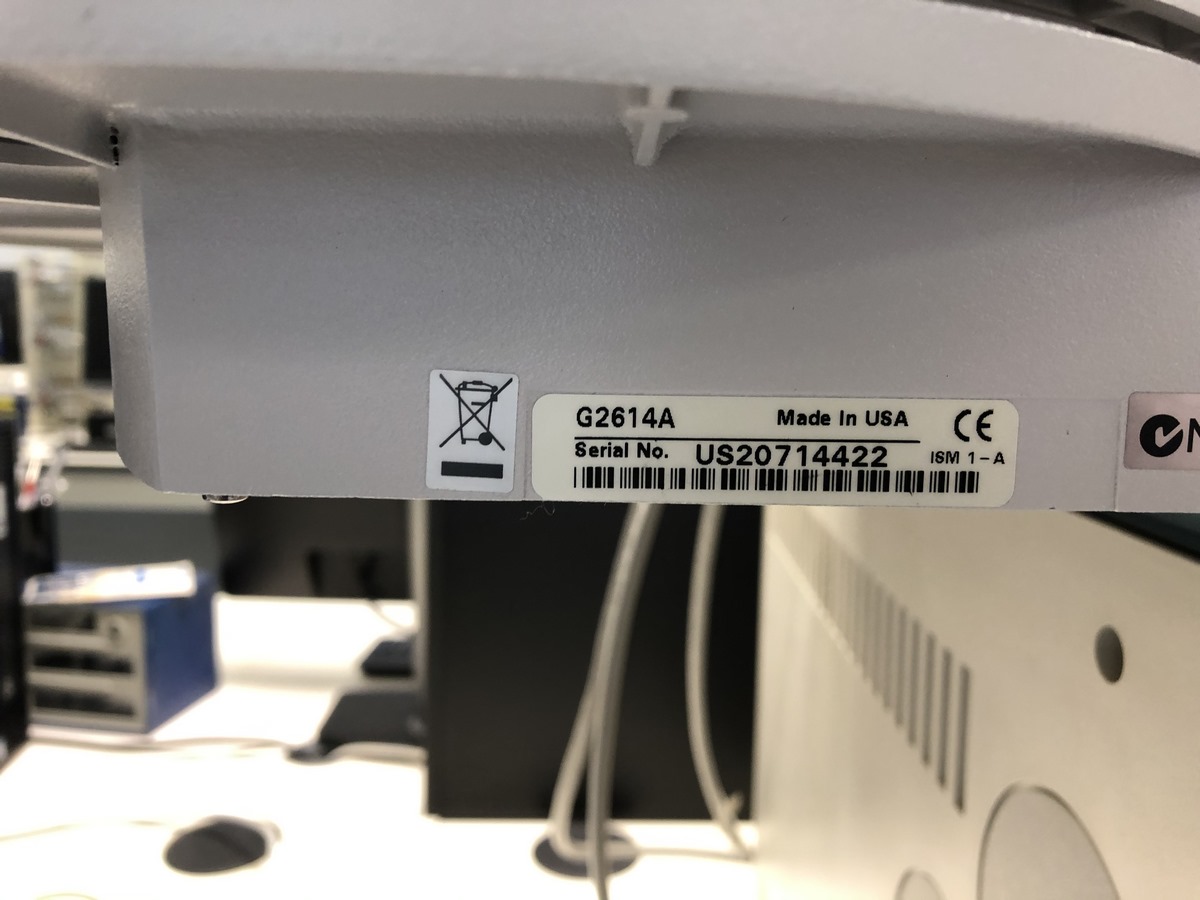 G2614A Made In USA CE
Serial No. US20714422 ISM 1-A
N